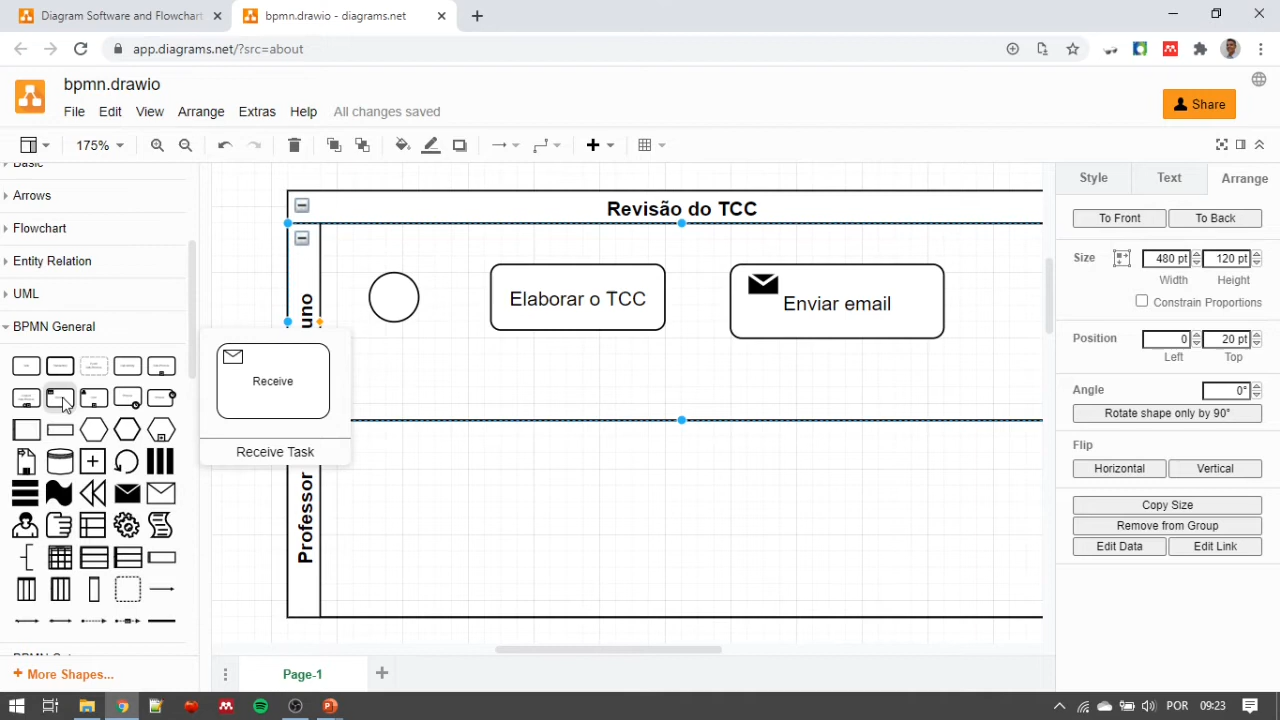 Diagram Software and Flowchart
bpmn.drawio - diagrams.net
app.diagrams.net/?src=about
bpmn.drawio
File Edit View Arrange Extras Help All changes saved
Share
175%
Basic
Arrows
Flowchart
Entity Relation
UML
BPMN General
Receive
Receive Task
More Shapes...
Revisão do TCC
uno
Elaborar o TCC
Enviar email
Professor
Style Text Arrange
To Front To Back
Size 480 pt 120 pt
Width Height
Constrain Proportions
Position 0 20 pt
Left Top
Angle 0°
Rotate shape only by 90°
Flip
Horizontal Vertical
Copy Size
Remove from Group
Edit Data Edit Link
Page-1
POR 09:23